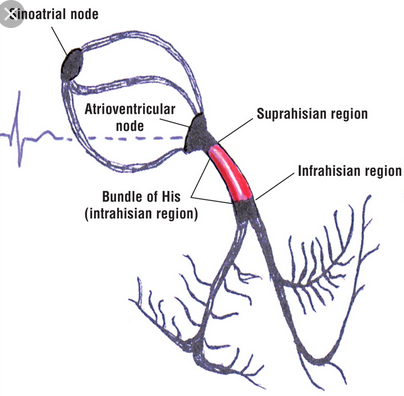 Sinoatrial node
Atrioventricular
node
Suprahisian region
Infrahisian region
Bundle of His
(intrahisian region)